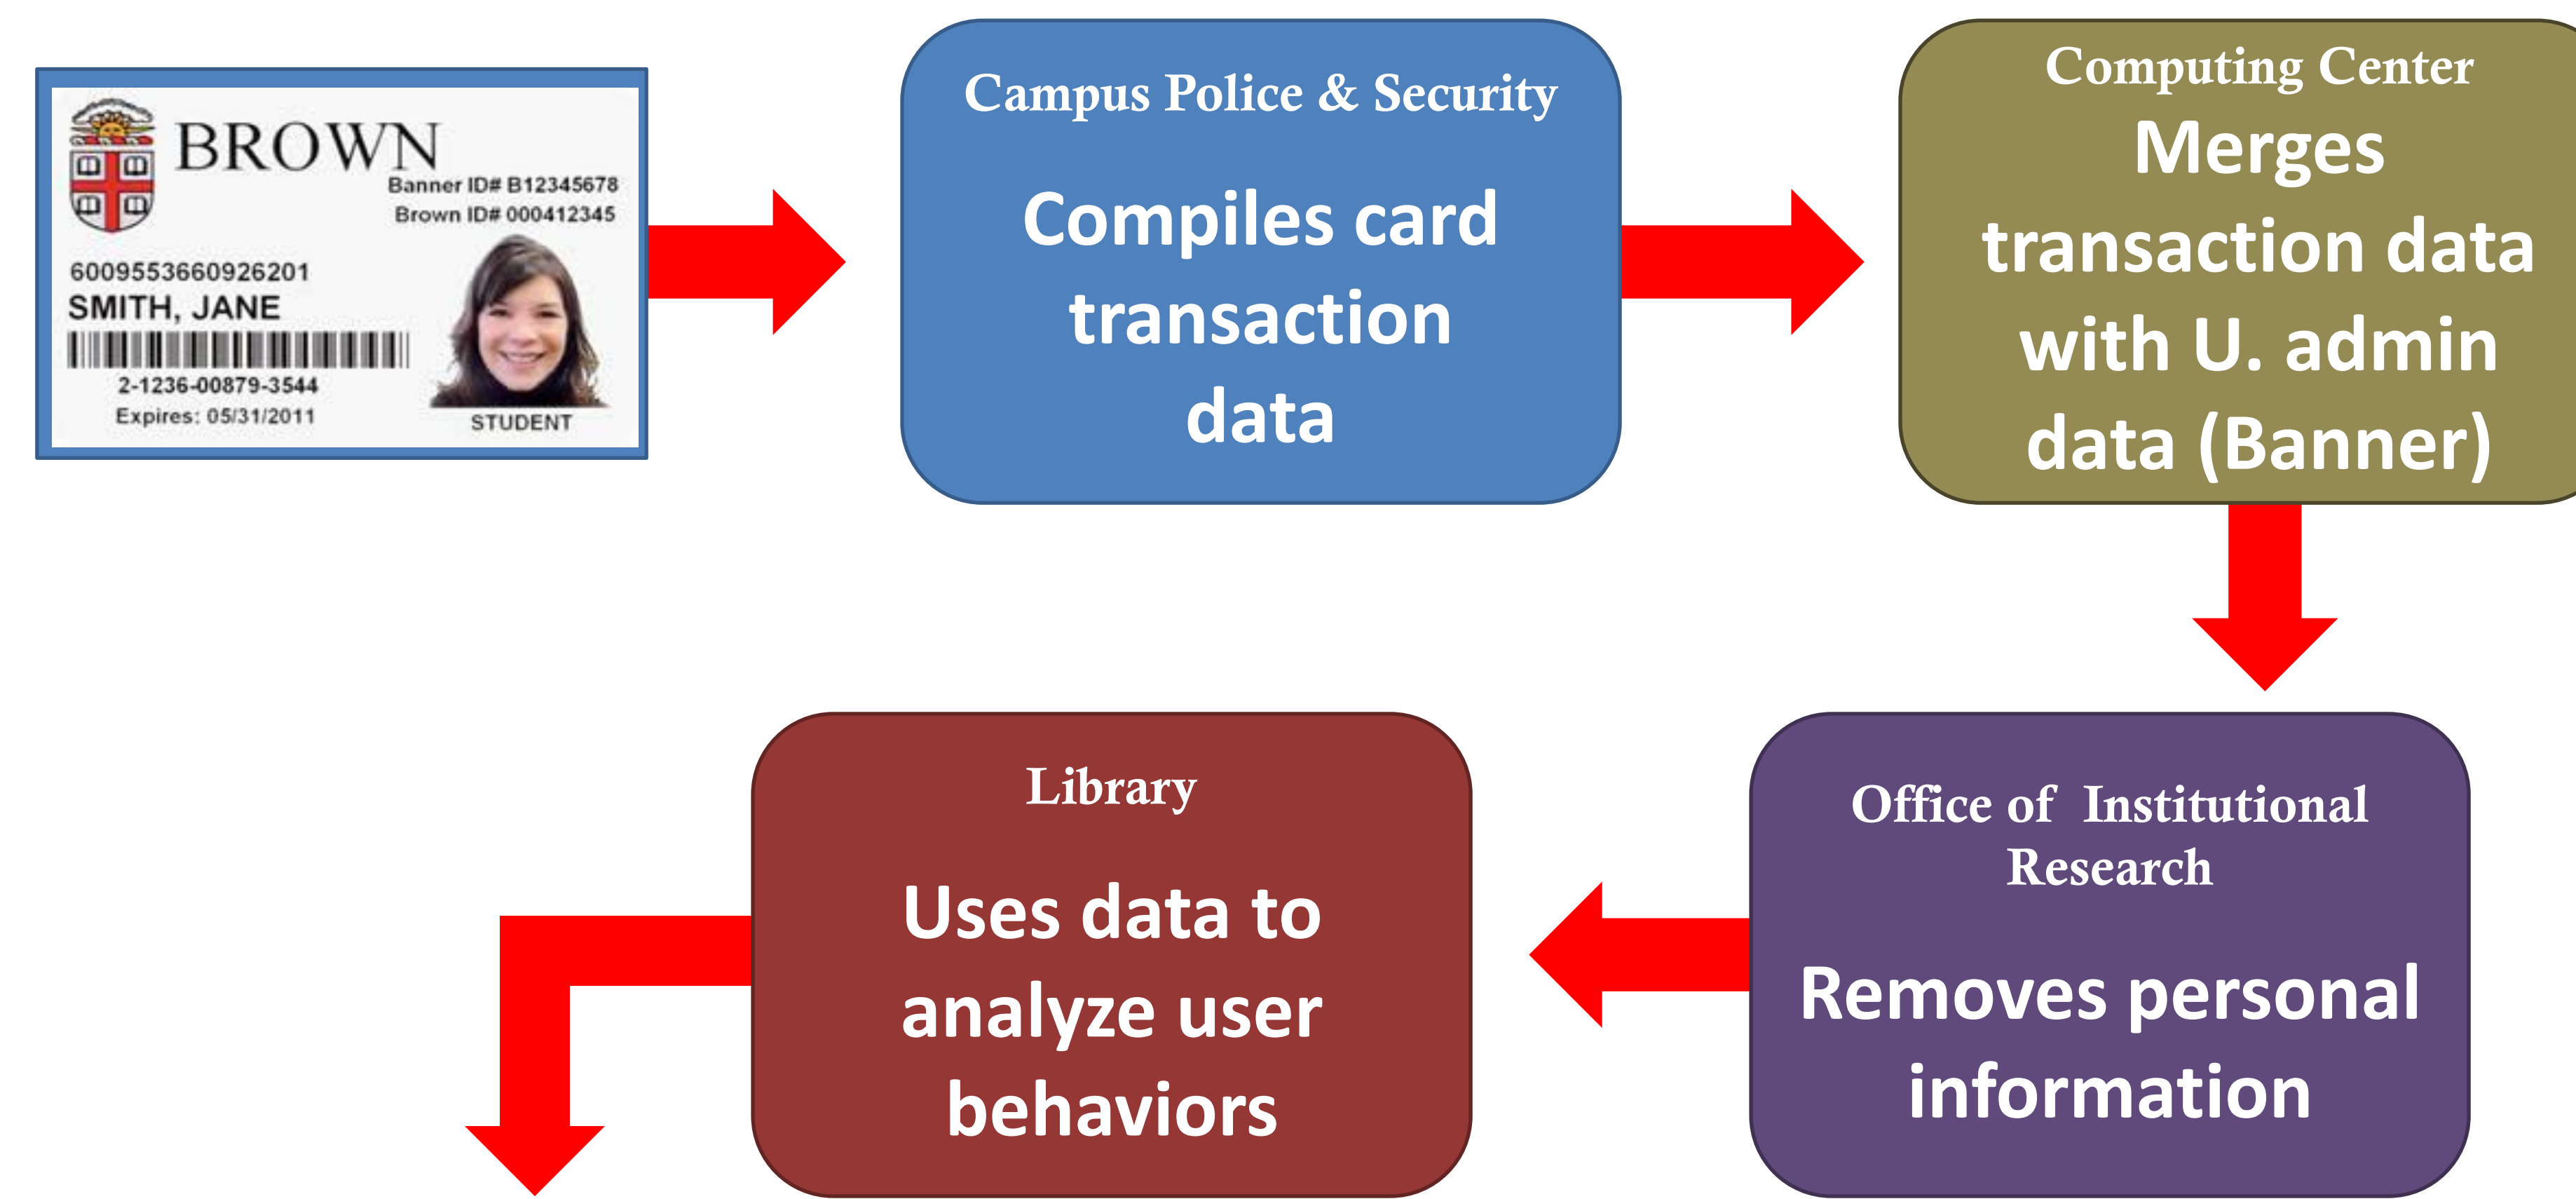 BROWN
Banner ID# B12345678
Brown ID# 000412345
6009553660926201
SMITH, JANE
2-1236-00879-3544
Expires: 05/31/2011
STUDENT
Campus Police & Security
Compiles card
transaction
data
Computing Center
Merges
transaction data
with U. admin
data (Banner)
Office of Institutional
Research
Removes personal
information
Library
Uses data to
analyze user
behaviors